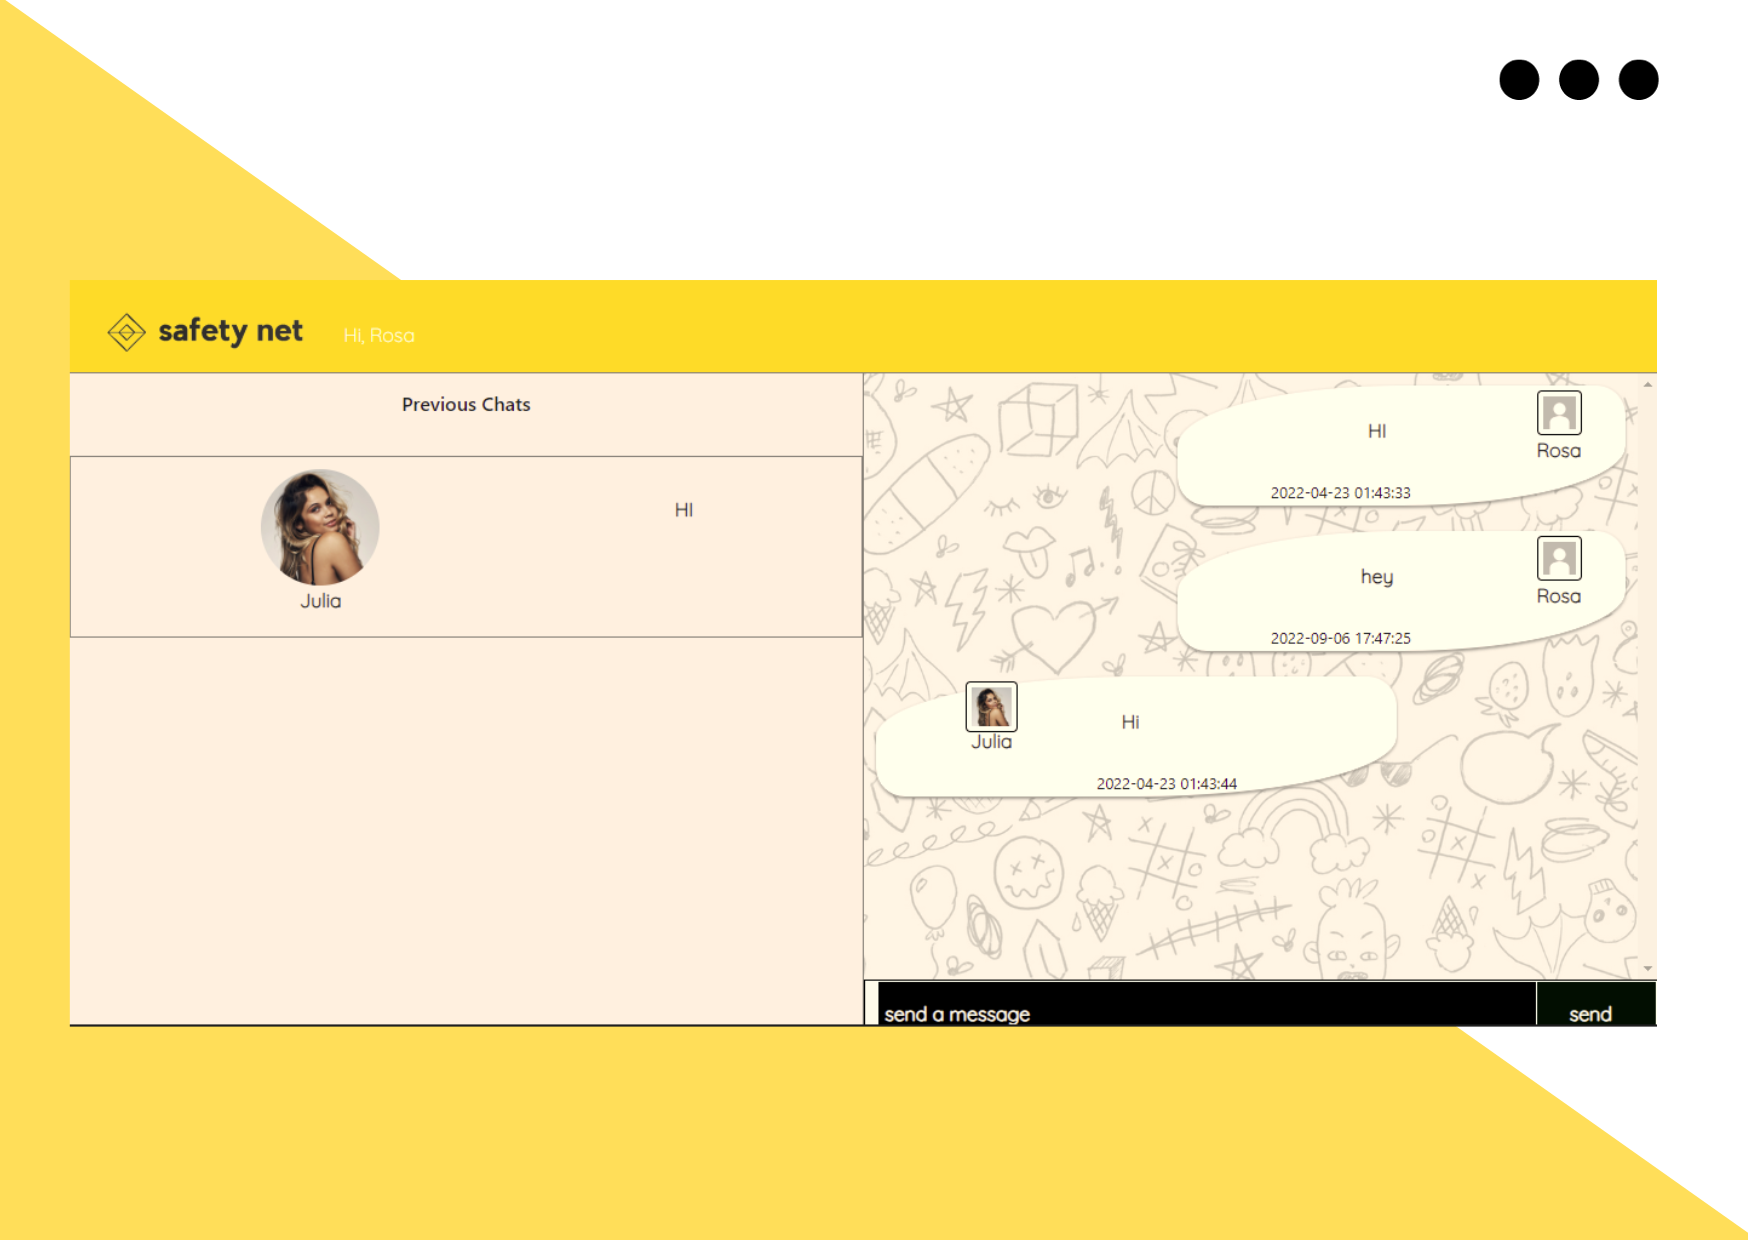 safety net
Hi, Rosa
Previous Chats
HI
Julia
HI
Rosa
2022-04-23 01:43:33
hey
Rosa
2022-09-06 17:47:25
Hi
Julia
2022-04-23 01:43:44
send a message
send